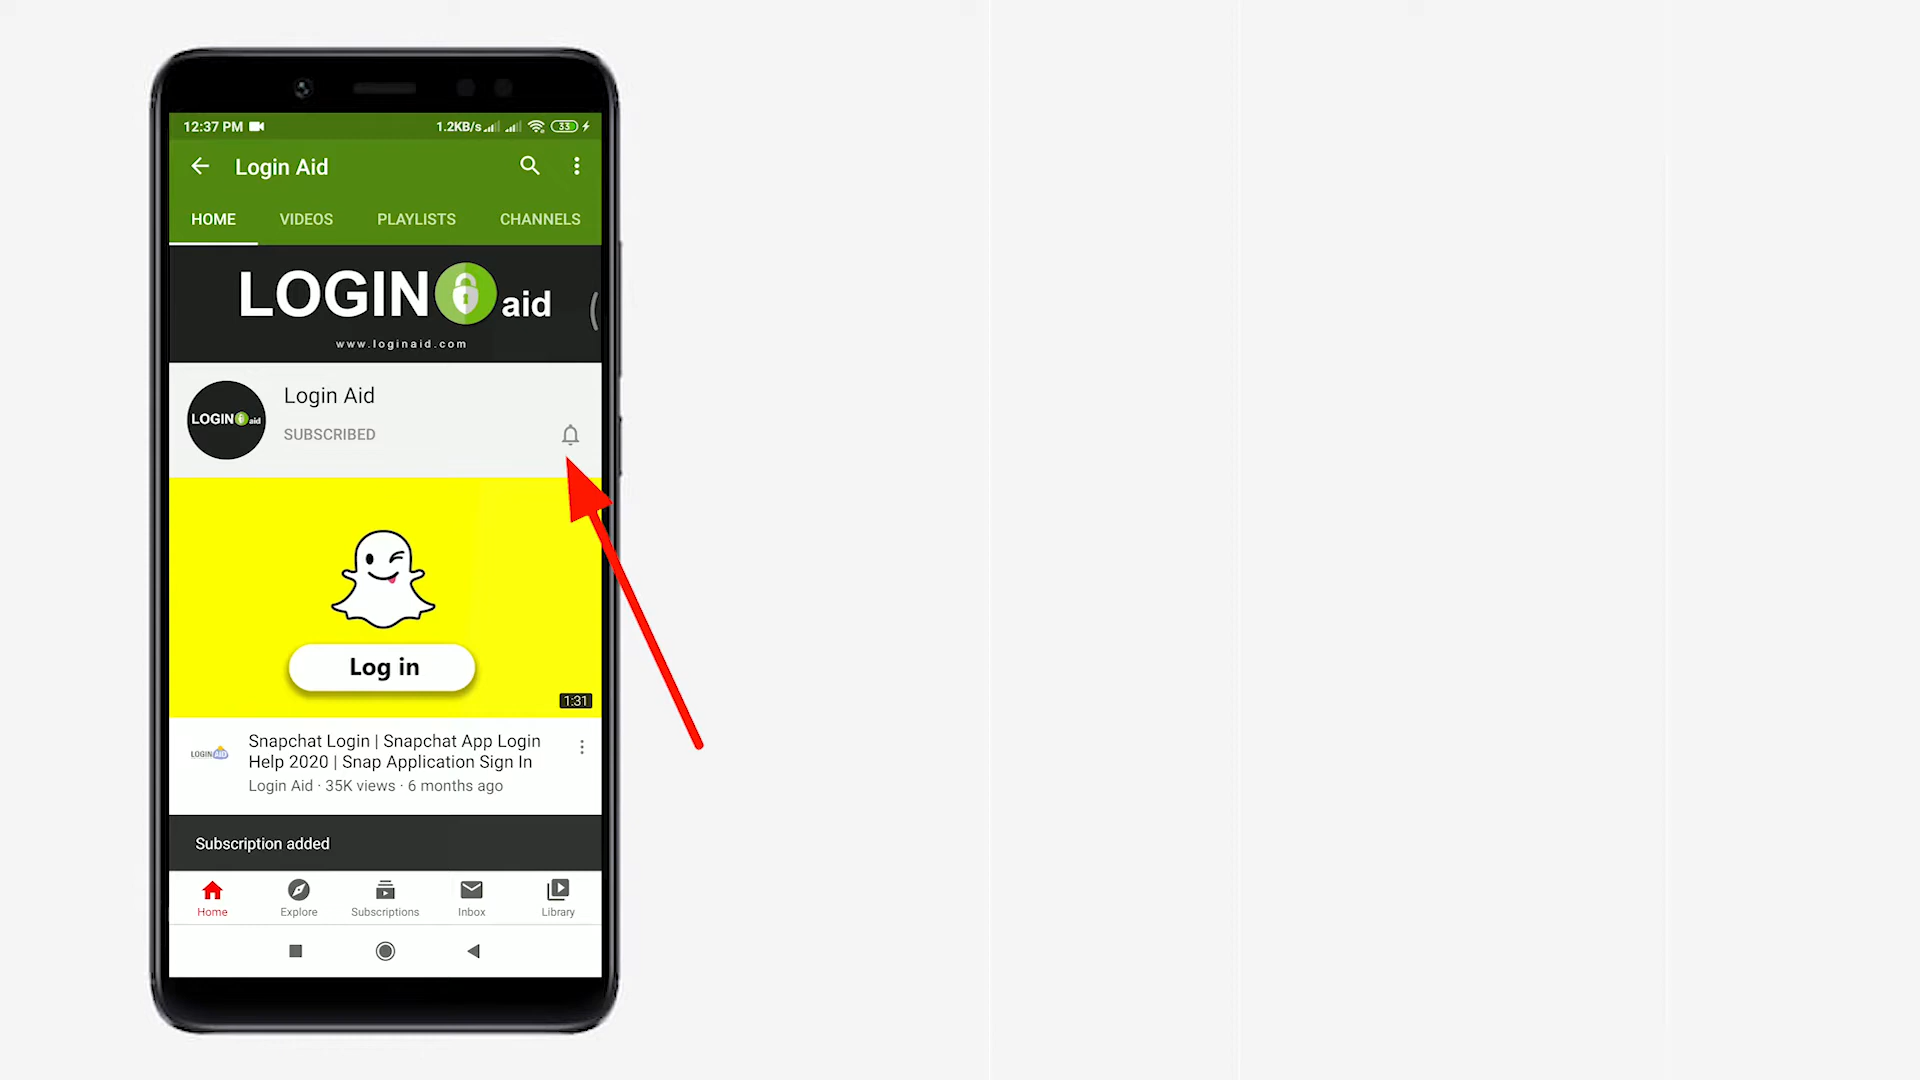 12:37 PM 1.2KB/s 33
Login Aid
HOME VIDEOS PLAYLISTS CHANNELS
LOGIN aid
www.loginaid.com
LOGIN aid
Login Aid
SUBSCRIBED
Log in
1:31
LOGIN AID
Snapchat Login | Snapchat App Login
Help 2020 | Snap Application Sign In
Login Aid · 35K views · 6 months ago
Subscription added
Home Explore Subscriptions Inbox Library